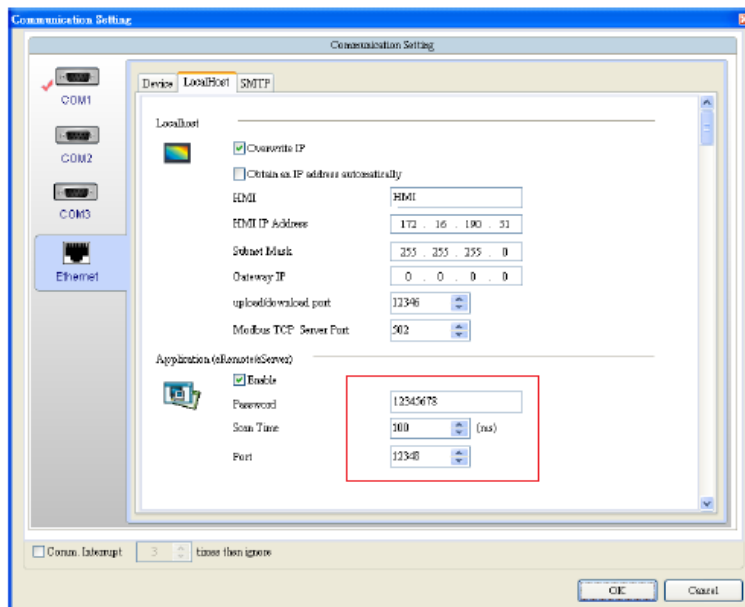 Communication Setting
Communication Setting
COM1
COM2
COM3
Ethernet
Device LocalHost SMTP
Localhost
Overwrite IP
Obtain an IP address automatically
HMI HMI
HMI IP Address 172 . 16 . 190 . 51
Subnet Mask 255 . 255 . 255 . 0
Gateway IP 0 . 0 . 0 . 0
upload/download port 12346
Modbus TCP Server Port 502
Application (eRemote/eServer)
Enable
Password 12345678
Scan Time 100 (ms)
Port 12348
Comm. Interrupt 3 times then ignore
OK Cancel